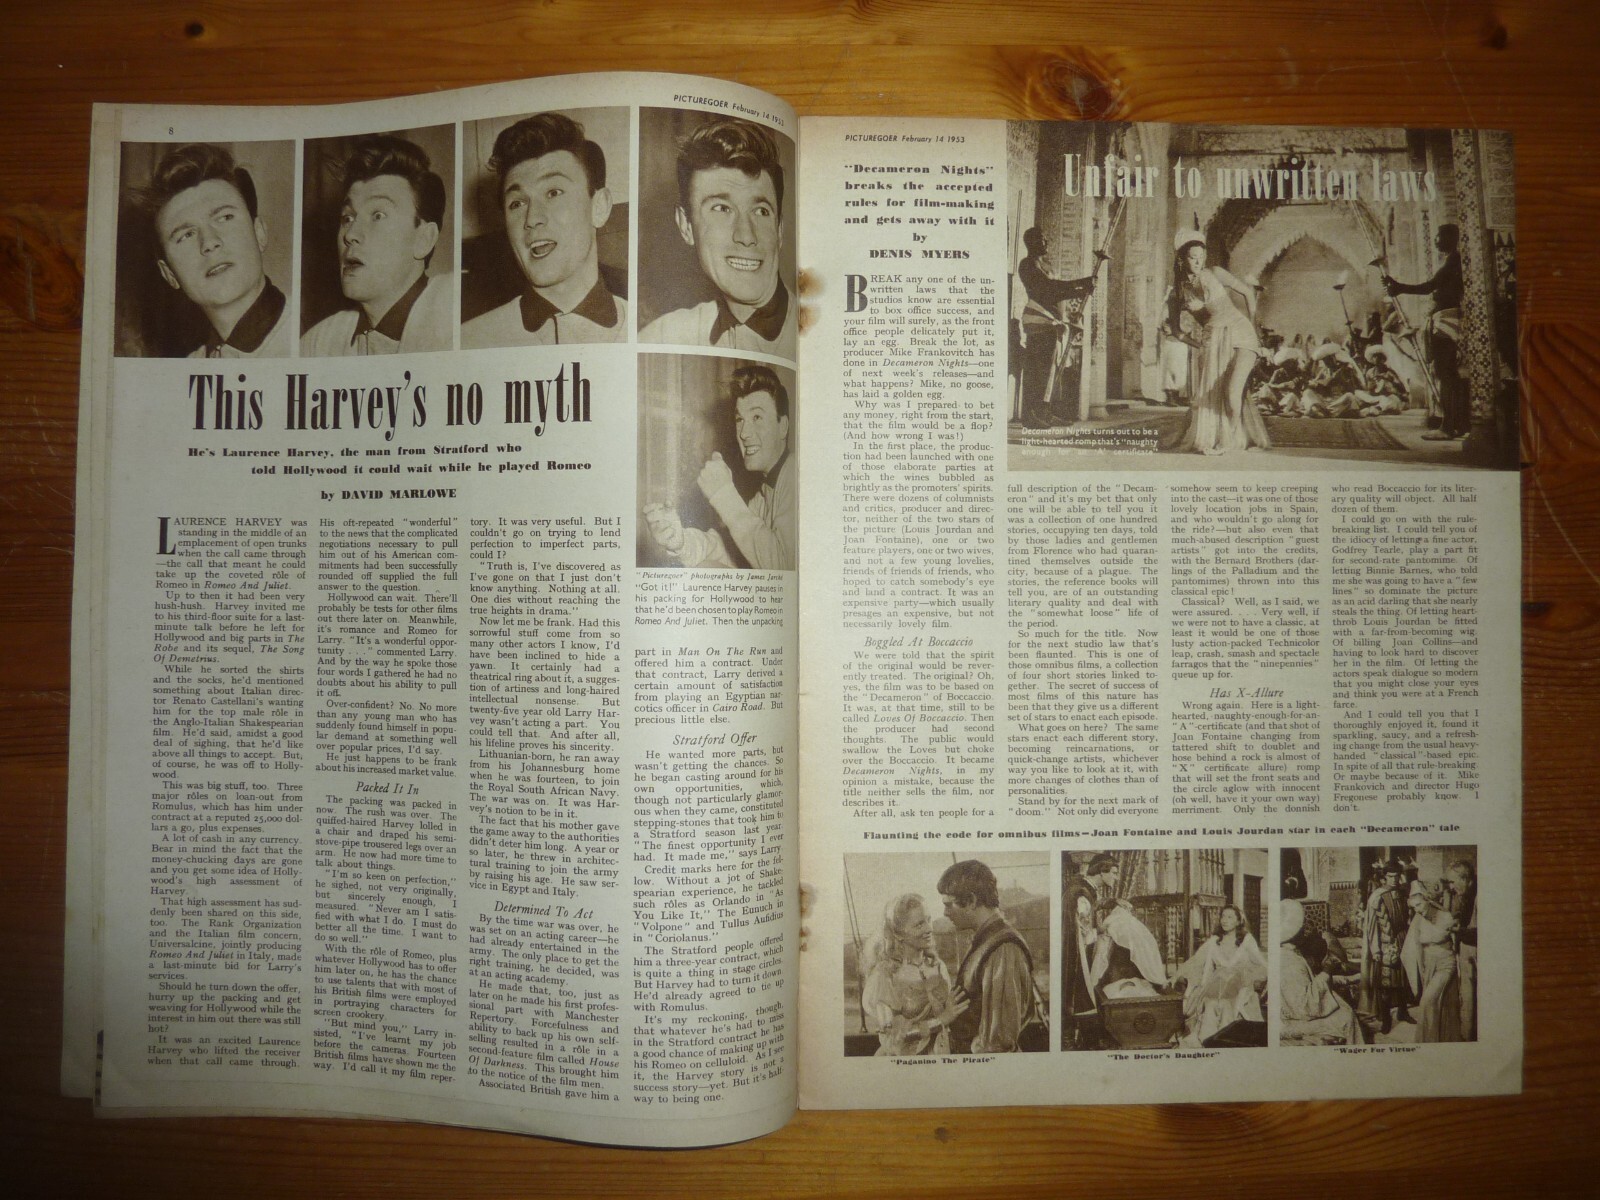 8
PICTUREGOER February 14 1953
This Harvey's no myth
He's Laurence Harvey, the man from Stratford who
told Hollywood it could wait while he played Romeo
by DAVID MARLOWE
LAURENCE HARVEY was
standing in the middle of an
emplacement of open trunks
when the call came through
—the call that meant he could
take up the coveted rôle of
Romeo in Romeo And Juliet.
Up to then it had been very
hush-hush. Harvey invited me
to his third-floor suite for a last-
minute talk before he left for
Hollywood and big parts in The
Robe and its sequel, The Song
Of Demetrius.
While he sorted the shirts
and the socks, he'd mentioned
something about Italian direc-
tor Renato Castellani's wanting
him for the top male rôle in
the Anglo-Italian Shakespearian
film. He'd said, amidst a good
deal of sighing, that he'd like
above all things to accept. But,
of course, he was off to Holly-
wood.
This was big stuff, too. Three
major rôles on loan-out from
Romulus, which has him under
contract at a reputed 25,000 dol-
lars a go, plus expenses.
A lot of cash in any currency.
Bear in mind the fact that the
money-chucking days are gone
and you get some idea of Holly-
wood's high assessment of
Harvey.
That high assessment has sud-
denly been shared on this side,
too. The Rank Organization
and the Italian film concern,
Universalcine, jointly producing
Romeo And Juliet in Italy, made
a last-minute bid for Larry's
services.
Should he turn down the offer,
hurry up the packing and get
weaving for Hollywood while the
interest in him out there was still
hot?
It was an excited Laurence
Harvey who lifted the receiver
when that call came through.
His oft-repeated "wonderful"
to the news that the complicated
negotiations necessary to pull
him out of his American com-
mitments had been successfully
rounded off supplied the full
answer to the question.
Hollywood can wait. There'll
probably be tests for other films
out there later on. Meanwhile,
it's romance and Romeo for
Larry. "It's a wonderful oppor-
tunity . . ." commented Larry.
And by the way he spoke those
four words I gathered he had no
doubts about his ability to pull
it off.
Over-confident? No. No more
than any young man who has
suddenly found himself in popu-
lar demand at something well
over popular prices, I'd say.
He just happens to be frank
about his increased market value.
Packed It In
The packing was packed in
now. The rush was over. The
quiffed-haired Harvey lolled in
a chair and draped his semi-
stove-pipe trousered legs over an
arm. He now had more time to
talk about things.
"I'm so keen on perfection,"
he sighed, not very originally,
but sincerely enough, I
measured. "Never am I satis-
fied with what I do. I must do
better all the time. I want to
do so well."
With the rôle of Romeo, plus
whatever Hollywood has to offer
him later on, he has the chance
to use talents that with most of
his British films were employed
in portraying characters for
screen crookery.
"But mind you," Larry in-
sisted, "I've learnt my job
before the cameras. Fourteen
British films have shown me the
way. I'd call it my film reper-
tory. It was very useful. But I
couldn't go on trying to lend
perfection to imperfect parts,
could I?
"Truth is, I've discovered as
I've gone on that I just don't
know anything. Nothing at all.
One dies without reaching the
true heights in drama."
Now let me be frank. Had this
sorrowful stuff come from so
many other actors I know, I'd
have been inclined to hide a
yawn. It certainly had a
theatrical ring about it, a sugges-
tion of artiness and long-haired
intellectual nonsense. But
twenty-five year old Larry Har-
vey wasn't acting a part. You
could tell that. And after all,
his lifeline proves his sincerity.
Lithuanian-born, he ran away
from his Johannesburg home
when he was fourteen, to join
the Royal South African Navy.
The war was on. It was Har-
vey's notion to be in it.
The fact that his mother gave
the game away to the authorities
didn't deter him long. A year or
so later, he threw in architec-
tural training to join the army
by raising his age. He saw ser-
vice in Egypt and Italy.
Determined To Act
By the time war was over, he
was set on an acting career—he
had already entertained in the
army. The only place to get the
right training, he decided, was
at an acting academy.
He made that, too, just as
later on he made his first profes-
sional part with Manchester
Repertory. Forcefulness and
ability to back up his own self-
selling resulted in a rôle in a
second-feature film called House
Of Darkness. This brought him
to the notice of the film men.
Associated British gave him a
"Picturegoer" photographs by James Jarché
"Got it!" Laurence Harvey pauses in
his packing for Hollywood to hear
that he'd been chosen to play Romeo in
Romeo And Juliet. Then the unpacking
part in Man On The Run and
offered him a contract. Under
that contract, Larry derived a
certain amount of satisfaction
from playing an Egyptian nar-
cotics officer in Cairo Road. But
precious little else.
Stratford Offer
He wanted more parts, but
wasn't getting the chances. So
he began casting around for his
own opportunities, which,
though not particularly glamor-
ous when they came, constituted
stepping-stones that took him to
a Stratford season last year.
"The finest opportunity I ever
had. It made me," says Larry.
Credit marks here for the fel-
low. Without a jot of Shake-
spearian experience, he tackled
such rôles as Orlando in "As
You Like It," The Eunuch in
"Volpone" and Tullus Aufidius
in "Coriolanus."
The Stratford people offered
him a three-year contract, which
is quite a thing in stage circles.
But Harvey had to turn it down.
He'd already agreed to tie up
with Romulus.
It's my reckoning, though,
that whatever he's had to miss
in the Stratford contract he has
a good chance of making up with
his Romeo on celluloid. As I see
it, the Harvey story is not a
success story—yet. But it's half-
way to being one.
PICTUREGOER February 14 1953
"Decameron Nights"
breaks the accepted
rules for film-making
and gets away with it
by
DENIS MYERS
Unfair to unwritten laws
Decameron Nights turns out to be a
light-hearted romp that's "naughty
enough for an 'A' certificate"
BREAK any one of the un-
written laws that the
studios know are essential
to box office success, and
your film will surely, as the front
office people delicately put it,
lay an egg. Break the lot, as
producer Mike Frankovitch has
done in Decameron Nights—one
of next week's releases—and
what happens? Mike, no goose,
has laid a golden egg.
Why was I prepared to bet
any money, right from the start,
that the film would be a flop?
(And how wrong I was!)
In the first place, the produc-
tion had been launched with one
of those elaborate parties at
which the wines bubbled as
brightly as the promoters' spirits.
There were dozens of columnists
and critics, producer and direc-
tor, neither of the two stars of
the picture (Louis Jourdan and
Joan Fontaine), one or two
feature players, one or two wives,
and not a few young lovelies,
friends of friends of friends, who
hoped to catch somebody's eye
and land a contract. It was an
expensive party—which usually
presages an expensive, but not
necessarily lovely film.
Boggled At Boccaccio
We were told that the spirit
of the original would be rever-
ently observed. The original? Oh,
yes, the film was to be based on
the "Decameron" of Boccaccio.
It was, at that time, still to be
called Loves Of Boccaccio. Then
the producer had second
thoughts. The public would
swallow the Loves but choke
over the Boccaccio. It became
Decameron Nights, in my
opinion a mistake, because the
title neither sells the film, nor
describes it.
After all, ask ten people for a
full description of the "Decam-
eron" and it's my bet that only
one will be able to tell you it
was a collection of one hundred
stories, occupying ten days, told
by those ladies and gentlemen
from Florence who had quaran-
tined themselves outside the
city, because of a plague. The
stories, the reference books will
tell you, are of an outstanding
literary quality and deal with
the "somewhat loose" life of
the period.
So much for the title. Now
for the next studio law that's
been flaunted. This is one of
those omnibus films, a collection
of four short stories linked to-
gether. The secret of success of
most films of this nature has
been that they give us a different
set of stars to enact each episode.
What goes on here? The same
stars enact each different story,
becoming reincarnations, or
quick-change artists, whichever
way you like to look at it, with
more changes of clothes than of
personalities.
Stand by for the next mark of
"doom." Not only did everyone
somehow seem to keep creeping
into the cast—it was one of those
lovely location jobs in Spain,
and who wouldn't go along for
the ride?—but also even that
much-abused description "guest
artists" got into the credits,
with the Bernard Brothers (dar-
lings of the Palladium and the
pantomimes) thrown into this
classical epic!
Classical? Well, as I said, we
were assured. . . . Very well, if
we were not to have a classic, at
least it would be one of those
lusty action-packed Technicolor
leap, crash, smash and spectacle
farragos that the "ninepennies"
queue up for.
Has X-Allure
Wrong again. Here is a light-
hearted, naughty-enough-for-an-
"A"-certificate (and that shot of
Joan Fontaine changing from
tattered shift to doublet and
hose behind a rock is almost of
"X" certificate allure) romp
that will set the front seats and
the circle aglow with innocent
(oh well, have it your own way)
merriment. Only the donnish
who read Boccaccio for its liter-
ary quality will object. All half
dozen of them.
I could go on with the rule-
breaking list. I could tell you of
the idiocy of letting a fine actor,
Godfrey Tearle, play a part fit
for second-rate pantomime. Of
letting Binnie Barnes, who told
me she was going to have a "few
lines" so dominate the picture
as an acid darling that she nearly
steals the thing. Of letting heart-
throb Louis Jourdan be fitted
with a far-from-becoming wig.
Of billing Joan Collins—and
having to look hard to discover
her in the film. Of letting the
actors speak dialogue so modern
that you might close your eyes
and think you were at a French
farce.
And I could tell you that I
thoroughly enjoyed it, found it
sparkling, saucy, and a refresh-
ing change from the usual heavy-
handed "classical"-based epic.
In spite of all that rule-breaking.
Or maybe because of it. Mike
Frankovich and director Hugo
Fregonese probably know. I
don't.
Flaunting the code for omnibus films—Joan Fontaine and Louis Jourdan star in each "Decameron" tale
"Paganino The Pirate"
"The Doctor's Daughter"
"Wager For Virtue"